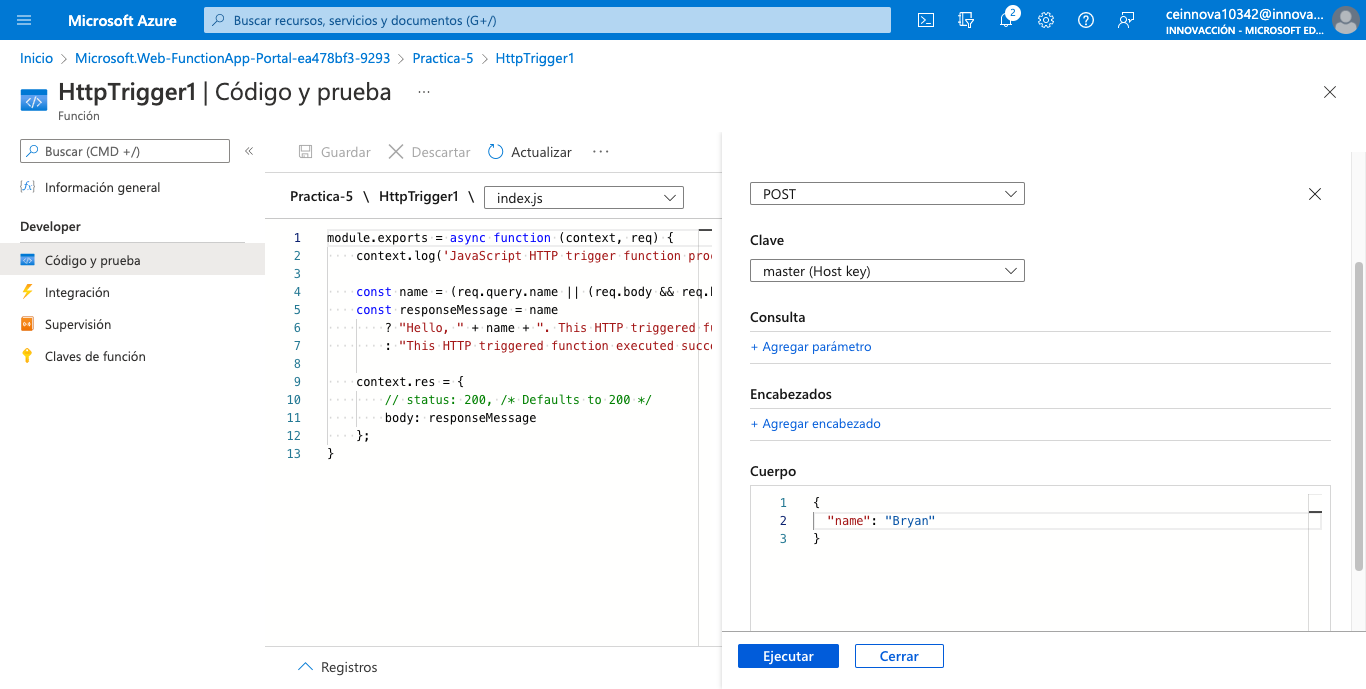 Microsoft Azure
Buscar recursos, servicios y documentos (G+/)
2
ceinnova10342@innova...
INNOVACCIÓN - MICROSOFT ED...
Inicio > Microsoft.Web-FunctionApp-Portal-ea478bf3-9293 > Practica-5 > HttpTrigger1
HttpTrigger1 | Código y prueba ...
Función
Buscar (CMD +/)
«
Información general
Developer
Código y prueba
Integración
Supervisión
Claves de función
Guardar
Descartar
Actualizar
...
Practica-5 \ HttpTrigger1 \ index.js
1 module.exports = async function (context, req) {
2 context.log('JavaScript HTTP trigger function proc
3
4 const name = (req.query.name || (req.body && req.b
5 const responseMessage = name
6 ? "Hello, " + name + ". This HTTP triggered fu
7 : "This HTTP triggered function executed succe
8
9 context.res = {
10 // status: 200, /* Defaults to 200 */
11 body: responseMessage
12 };
13 }
Registros
POST
Clave
master (Host key)
Consulta
+ Agregar parámetro
Encabezados
+ Agregar encabezado
Cuerpo
1 {
2 "name": "Bryan"
3 }
Ejecutar
Cerrar